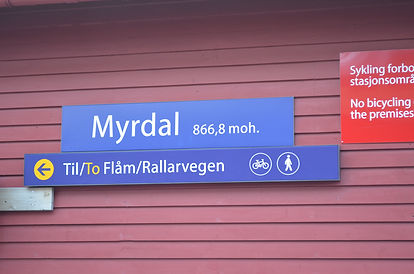 Myrdal 866,8 moh.
Til/To Flåm/Rallarvegen
Sykling forbo
stasjonsområ
No bicycling
the premises